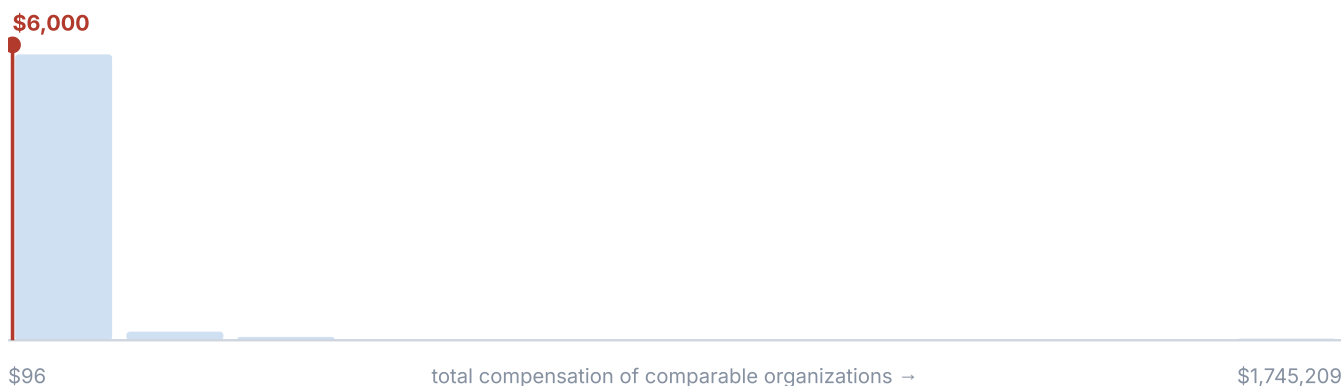 $6,000
$96 total compensation of comparable organizations → $1,745,209